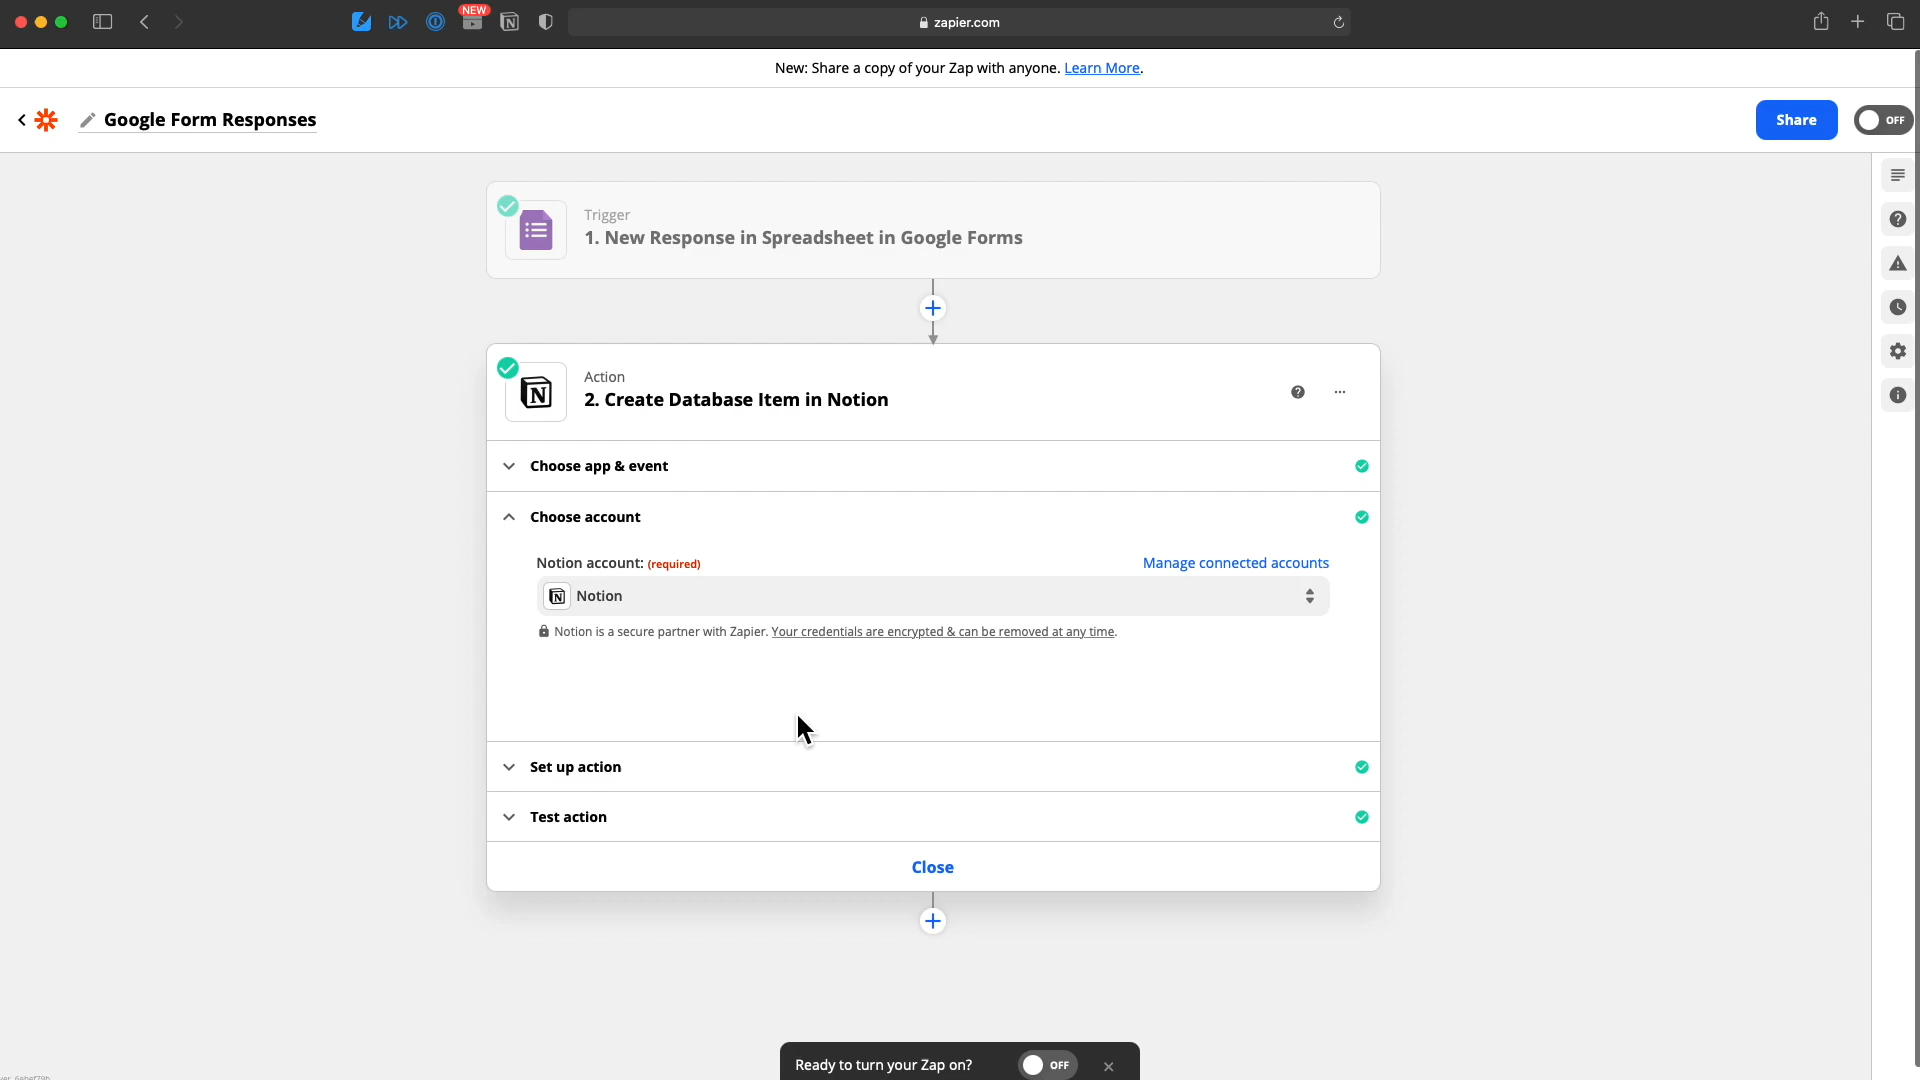 NEW
zapier.com
New: Share a copy of your Zap with anyone. Learn More.
Google Form Responses
Share
OFF
Trigger
1. New Response in Spreadsheet in Google Forms
Action
2. Create Database Item in Notion
Choose app & event
Choose account
Notion account: (required)
Manage connected accounts
Notion
Notion is a secure partner with Zapier. Your credentials are encrypted & can be removed at any time.
Set up action
Test action
Close
Ready to turn your Zap on?
OFF